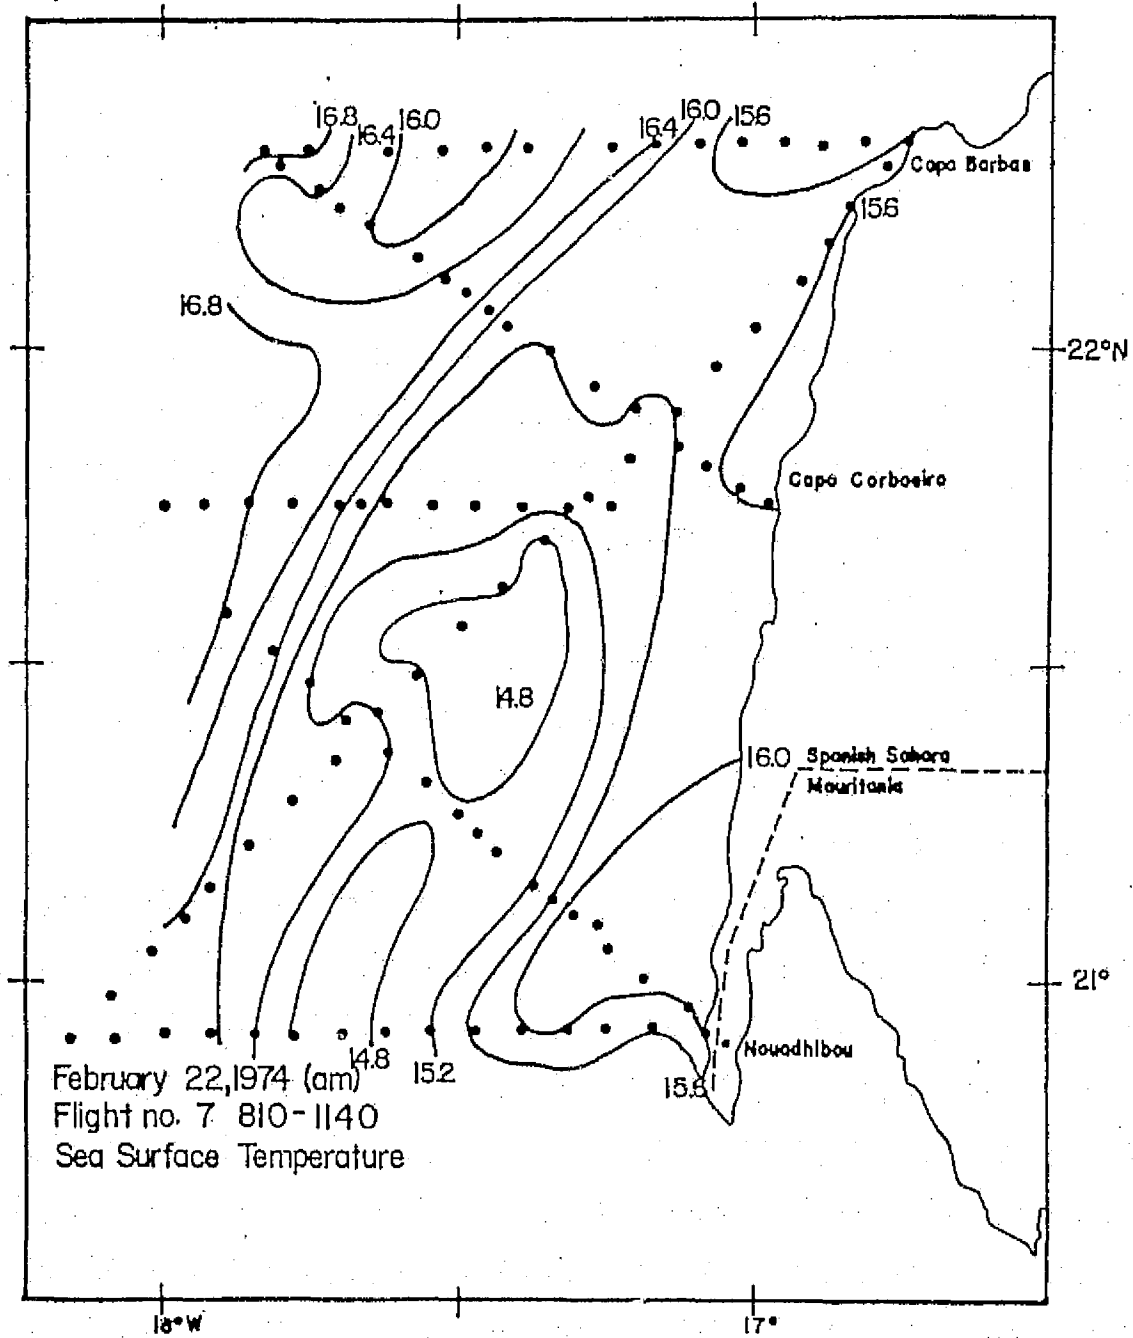 16.8
16.4
16.0
16.4
16.0
15.6
Capo Barbas
15.6
16.8
22°N
Capo Corboeiro
14.8
16.0
Spanish Sahara
Mauritania
21°
Nouadhibou
14.8
15.2
15.6
February 22,1974 (am)
Flight no. 7 810-1140
Sea Surface Temperature
18°W
17°